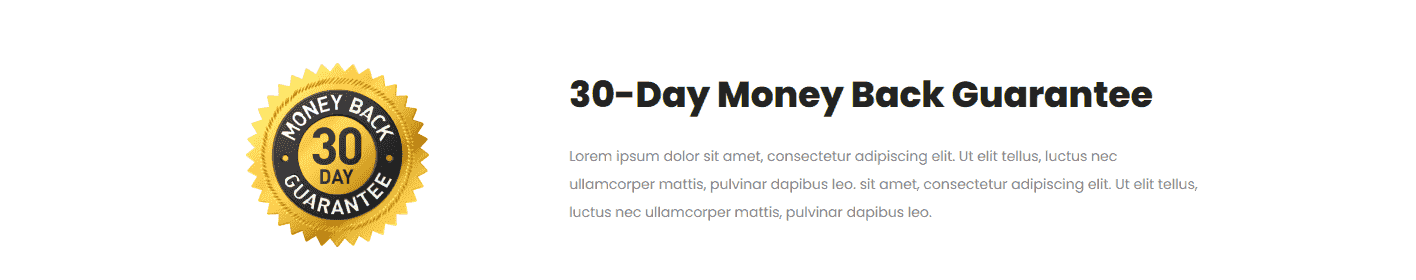 MONEY BACK
30
DAY
GUARANTEE
30-Day Money Back Guarantee
Lorem ipsum dolor sit amet, consectetur adipiscing elit. Ut elit tellus, luctus nec
ullamcorper mattis, pulvinar dapibus leo. sit amet, consectetur adipiscing elit. Ut elit tellus,
luctus nec ullamcorper mattis, pulvinar dapibus leo.